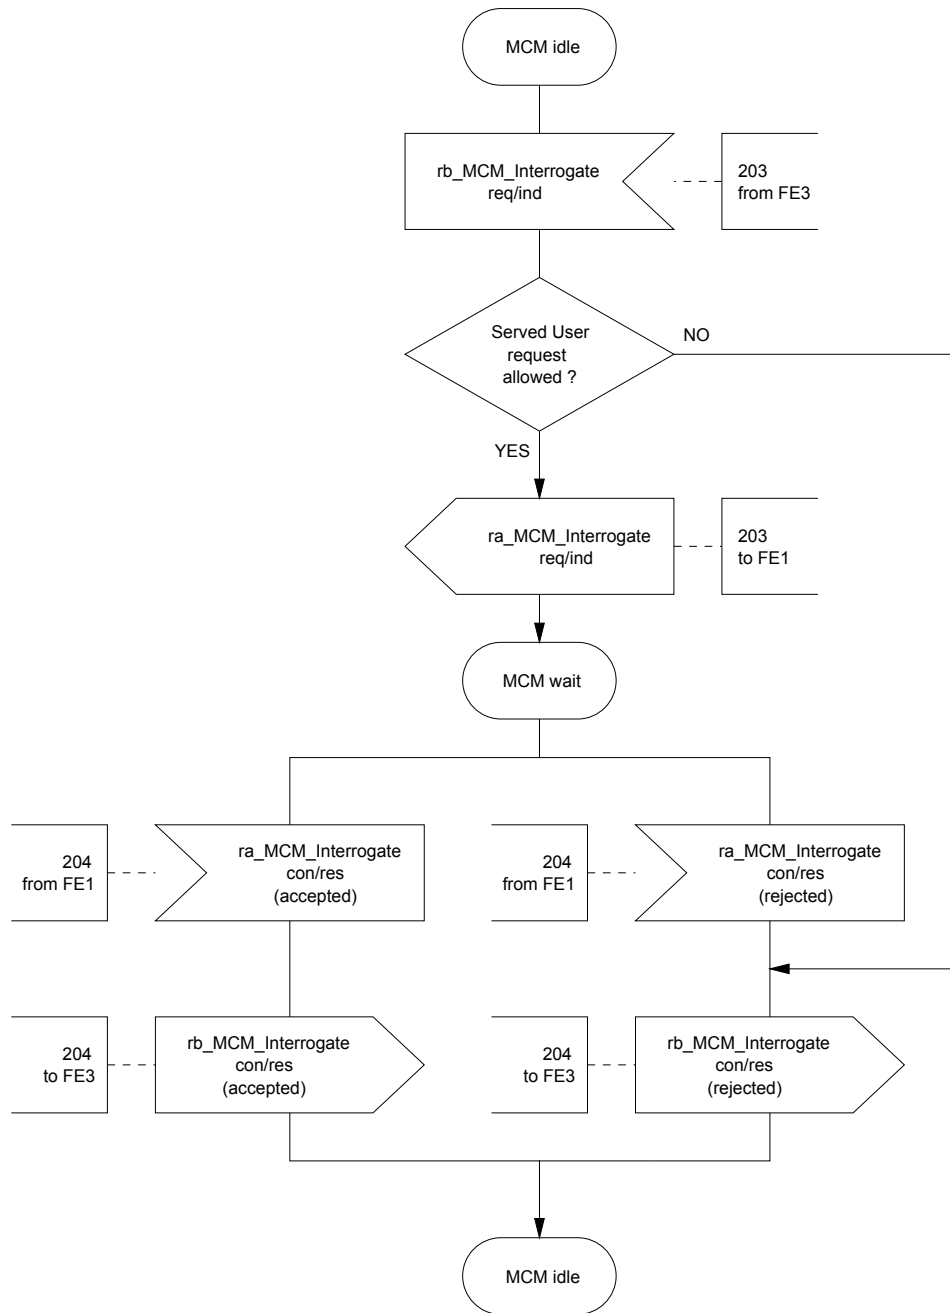 MCM idle
rb_MCM_Interrogate
req/ind
203
from FE3
Served User
request
allowed ?
NO
YES
ra_MCM_Interrogate
req/ind
203
to FE1
MCM wait
204
from FE1
ra_MCM_Interrogate
con/res
(accepted)
204
from FE1
ra_MCM_Interrogate
con/res
(rejected)
204
to FE3
rb_MCM_Interrogate
con/res
(accepted)
204
to FE3
rb_MCM_Interrogate
con/res
(rejected)
MCM idle